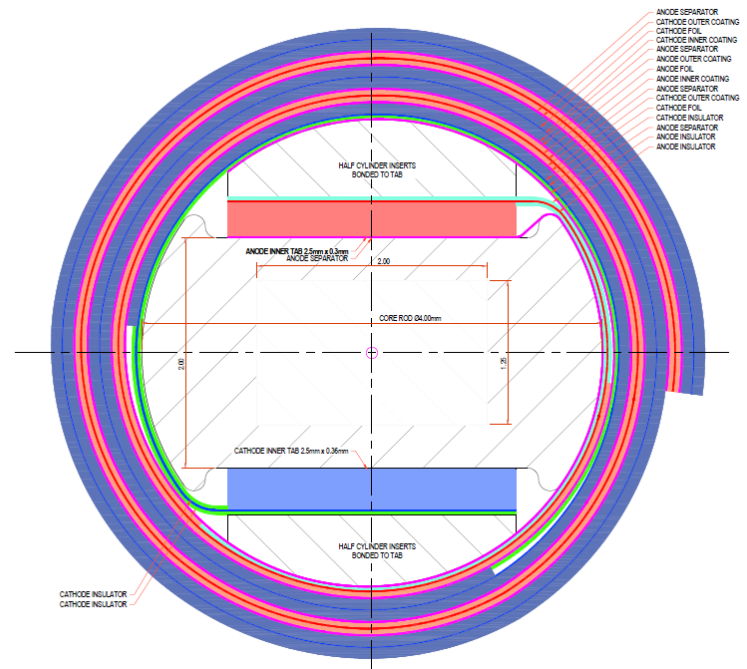 ANODE SEPARATOR
CATHODE OUTER COATING
CATHODE FOIL
CATHODE INNER COATING
ANODE SEPARATOR
ANODE OUTER COATING
ANODE FOIL
ANODE INNER COATING
ANODE SEPARATOR
CATHODE OUTER COATING
CATHODE FOIL
CATHODE INSULATOR
ANODE SEPARATOR
ANODE INSULATOR
ANODE INSULATOR
HALF CYLINDER INSERTS
BONDED TO TAB
ANODE INNER TAB 2.5mm x 0.3mm
ANODE SEPARATOR
2.00
CORE ROD Ø4.00mm
2.00
1.25
CATHODE INNER TAB 2.5mm x 0.36mm
HALF CYLINDER INSERTS
BONDED TO TAB
CATHODE INSULATOR
CATHODE INSULATOR